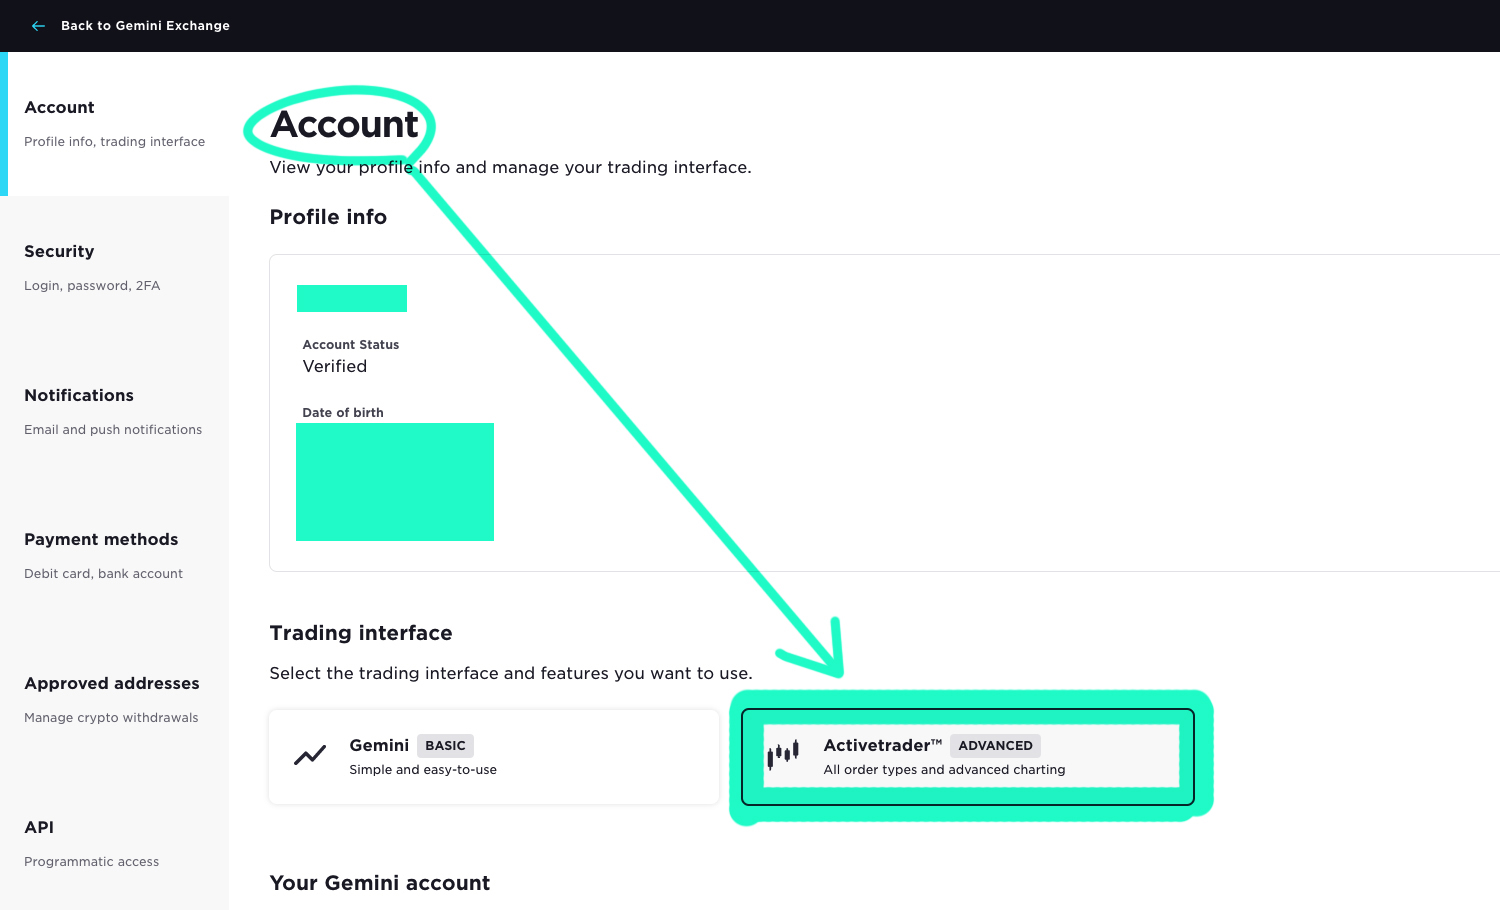 Back to Gemini Exchange
Account
Profile info, trading interface
Security
Login, password, 2FA
Notifications
Email and push notifications
Payment methods
Debit card, bank account
Approved addresses
Manage crypto withdrawals
API
Programmatic access
Account
View your profile info and manage your trading interface.
Profile info
Account Status
Verified
Date of birth
Trading interface
Select the trading interface and features you want to use.
Gemini BASIC
Simple and easy-to-use
Activetrader™ ADVANCED
All order types and advanced charting
Your Gemini account